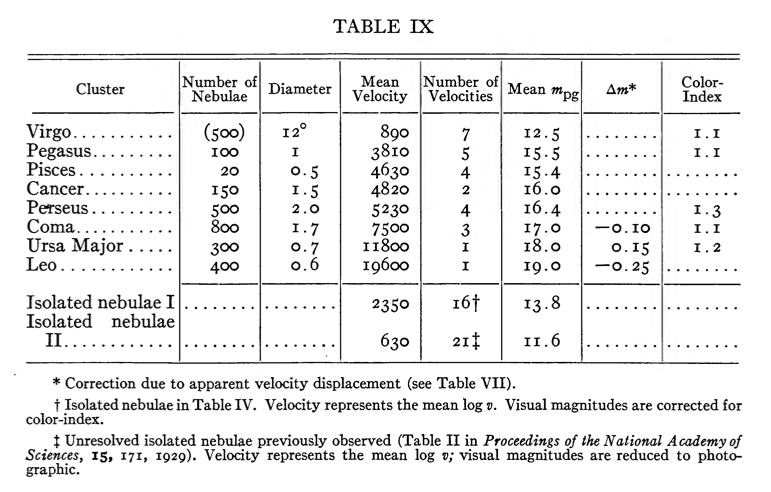 TABLE IX
Cluster Number of Nebulae Diameter Mean Velocity Number of Velocities Mean mpg Δm* Color-Index
Virgo........... (500) 12° 890 7 12.5 ........ 1.1
Pegasus......... 100 1 3810 5 15.5 ........ 1.1
Pisces.......... 20 0.5 4630 4 15.4 ........ ........
Cancer.......... 150 1.5 4820 2 16.0 ........ ........
Perseus......... 500 2.0 5230 4 16.4 ........ 1.3
Coma............ 800 1.7 7500 3 17.0 −0.10 1.1
Ursa Major ..... 300 0.7 11800 1 18.0 0.15 1.2
Leo............. 400 0.6 19600 1 19.0 −0.25 ........
Isolated nebulae I ........ ........ 2350 16† 13.8 ........ ........
Isolated nebulae
II............. ........ ........ 630 21‡ 11.6 ........ ........
* Correction due to apparent velocity displacement (see Table VII).
† Isolated nebulae in Table IV. Velocity represents the mean log v. Visual magnitudes are corrected for
color-index.
‡ Unresolved isolated nebulae previously observed (Table II in Proceedings of the National Academy of
Sciences, 15, 171, 1929). Velocity represents the mean log v; visual magnitudes are reduced to photo-
graphic.